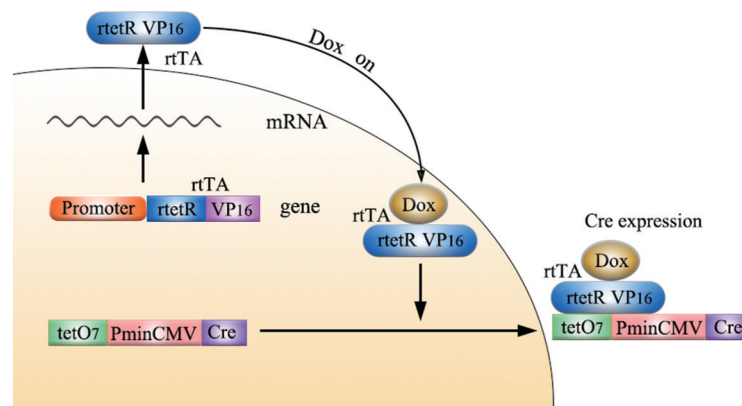 rtetR VP16
rtTA
Dox on
mRNA
rtTA
Promoter rtetR VP16
gene
rtTA
Dox
rtetR VP16
Cre expression
Dox
rtTA
rtetR VP16
tetO7 PminCMV Cre
tetO7 PminCMV Cre